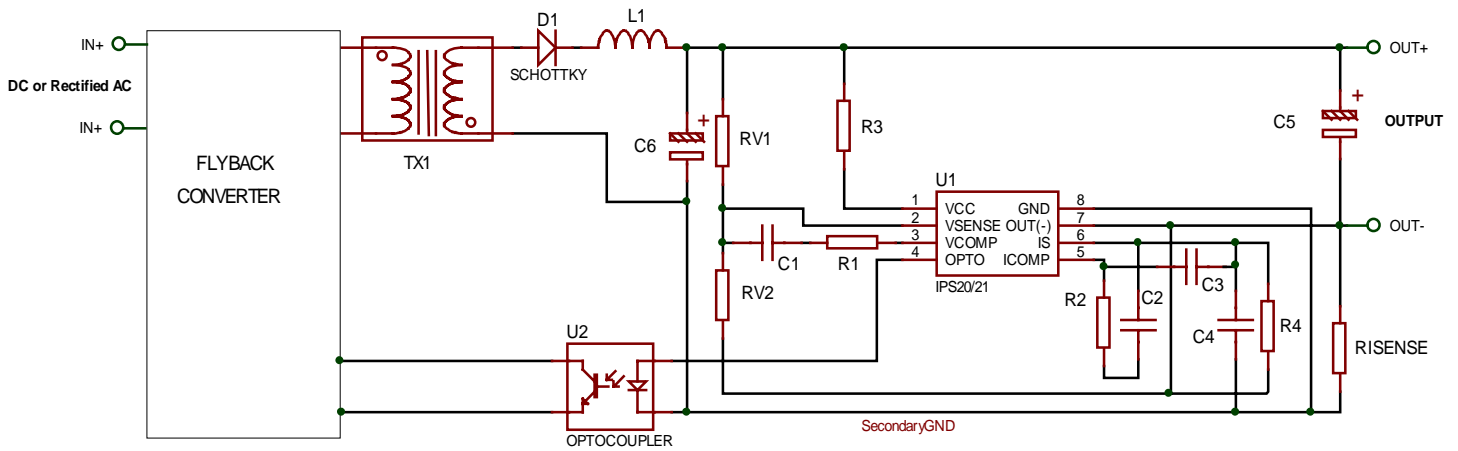 IN+
DC or Rectified AC
IN+
FLYBACK
CONVERTER
TX1
D1
SCHOTTKY
L1
C6
+
RV1
R3
RV2
C1
R1
U1
1
2
3
4
VCC
VSENSE
VCOMP
OPTO
GND
OUT(-)
IS
ICOMP
8
7
6
5
IPS20/21
R2
C2
C3
C4
R4
C5
+
OUT+
OUTPUT
OUT-
RISENSE
U2
OPTOCOUPLER
SecondaryGND